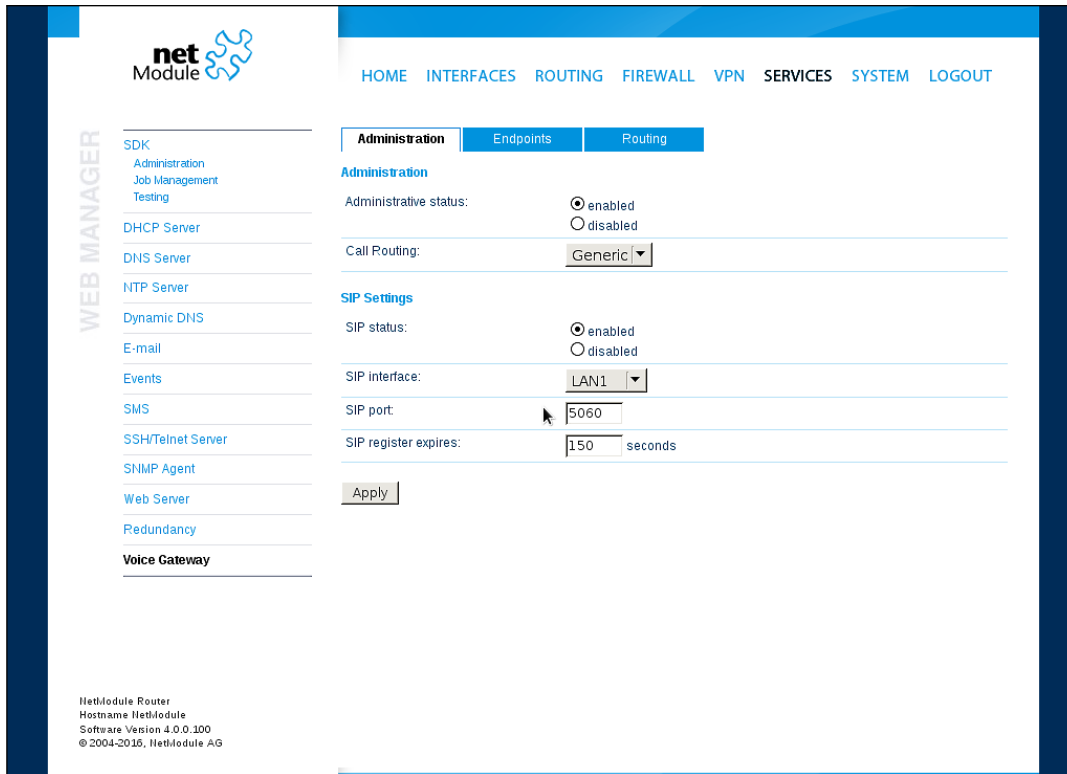 net
Module
HOME INTERFACES ROUTING FIREWALL VPN SERVICES SYSTEM LOGOUT
WEB MANAGER
SDK
Administration
Job Management
Testing
DHCP Server
DNS Server
NTP Server
Dynamic DNS
E-mail
Events
SMS
SSH/Telnet Server
SNMP Agent
Web Server
Redundancy
Voice Gateway
Administration Endpoints Routing
Administration
Administrative status: enabled
disabled
Call Routing: Generic
SIP Settings
SIP status: enabled
disabled
SIP interface: LAN1
SIP port: 5060
SIP register expires: 150 seconds
Apply
NetModule Router
Hostname NetModule
Software Version 4.0.0.100
© 2004-2016, NetModule AG